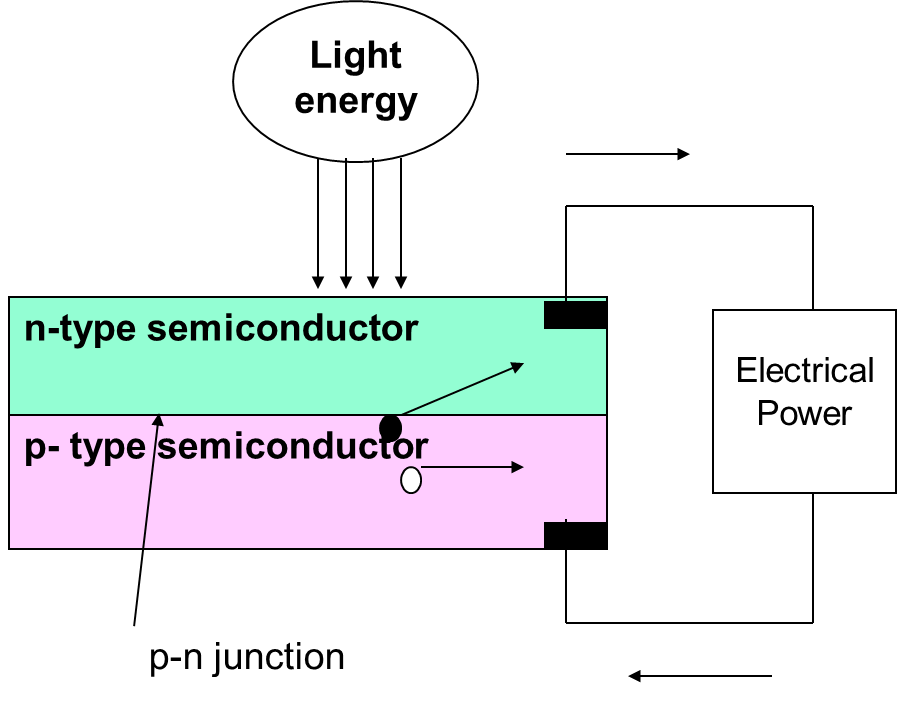 Light
energy
n-type semiconductor
p- type semiconductor
Electrical
Power
p-n junction